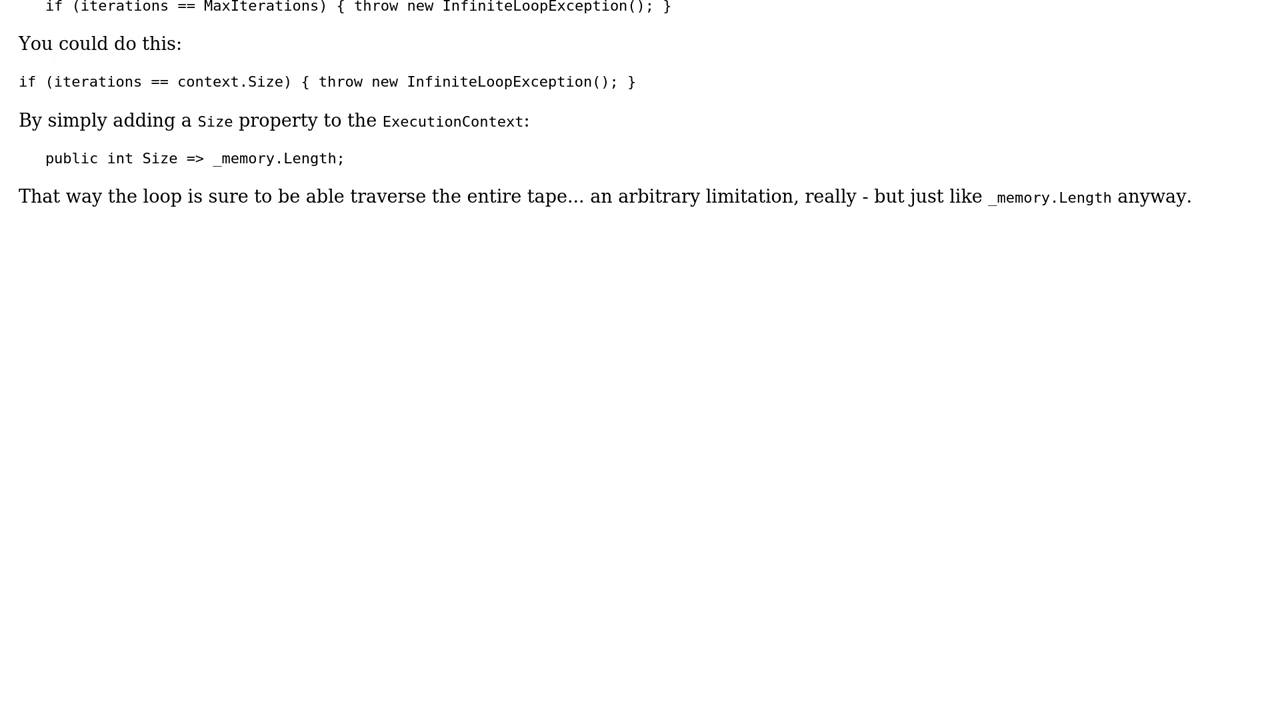 if (iterations == MaxIterations) { throw new InfiniteLoopException(); }
You could do this:
if (iterations == context.Size) { throw new InfiniteLoopException(); }
By simply adding a Size property to the ExecutionContext:
public int Size => _memory.Length;
That way the loop is sure to be able traverse the entire tape... an arbitrary limitation, really - but just like _memory.Length anyway.